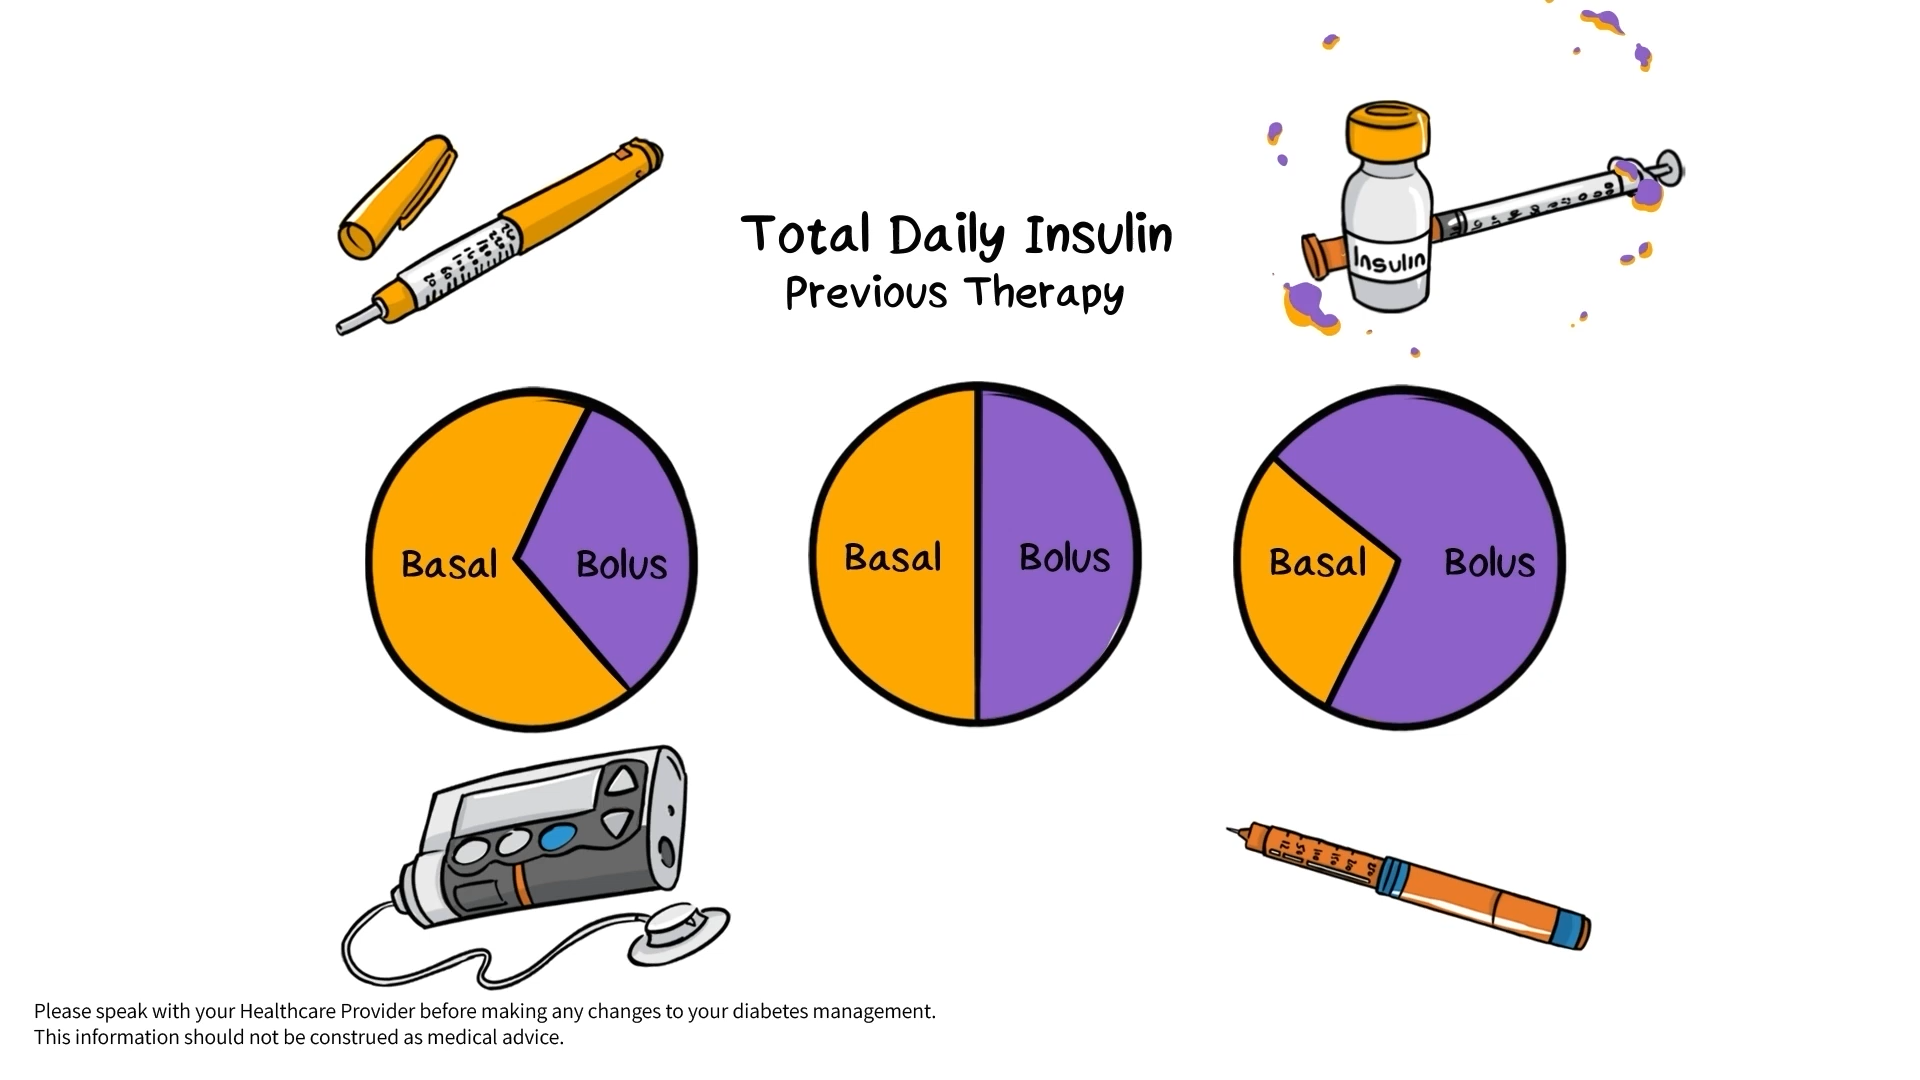 Total Daily Insulin
Previous Therapy
Insulin
Basal
Bolus
Basal
Bolus
Basal
Bolus
Please speak with your Healthcare Provider before making any changes to your diabetes management.
This information should not be construed as medical advice.